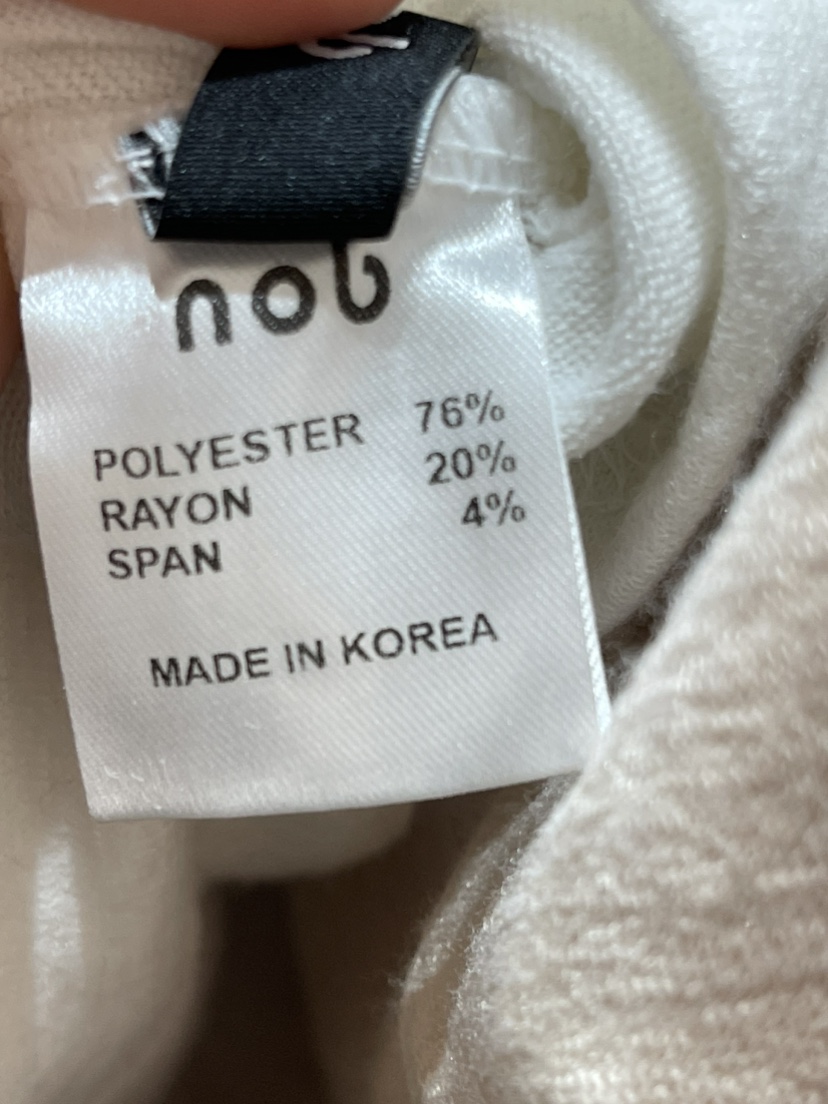 nob
POLYESTER 76%
RAYON 20%
SPAN 4%
MADE IN KOREA